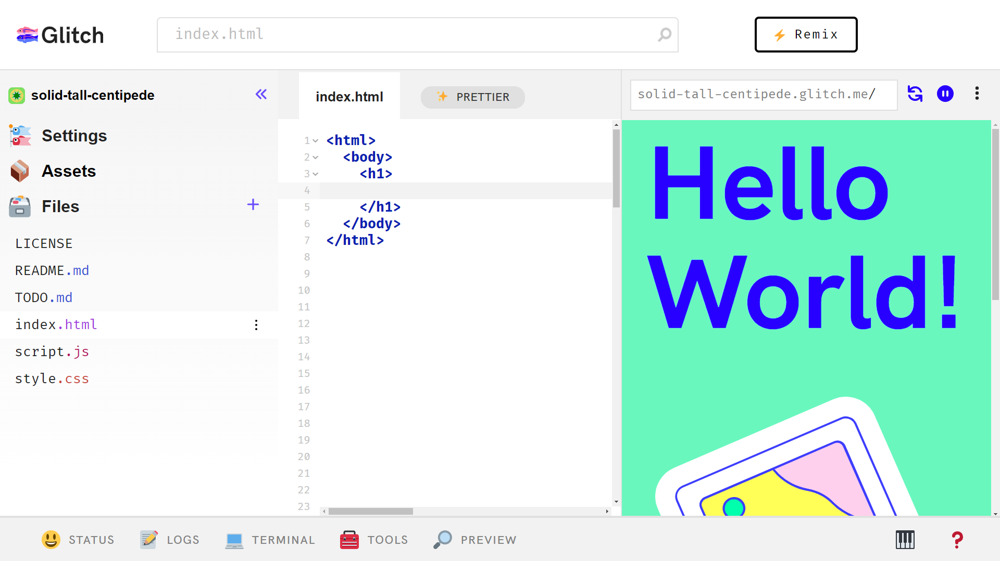 Glitch
index.html
⚡ Remix
solid-tall-centipede
Settings
Assets
Files
LICENSE
README.md
TODO.md
index.html
script.js
style.css
index.html
✨ PRETTIER
1 <html>
2 <body>
3 <h1>
4
5 </h1>
6 </body>
7 </html>
8
9
10
11
12
13
14
15
16
17
18
19
20
21
22
23
solid-tall-centipede.glitch.me/
Hello
World!
STATUS
LOGS
TERMINAL
TOOLS
PREVIEW
?